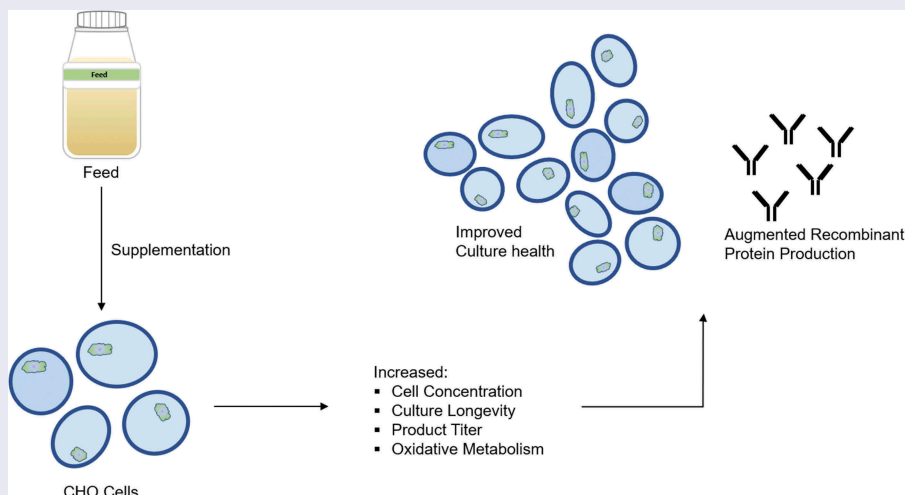 Feed
Feed
Supplementation
CHO Cells
Increased:
▪ Cell Concentration
▪ Culture Longevity
▪ Product Titer
▪ Oxidative Metabolism
Improved
Culture health
Augmented Recombinant
Protein Production